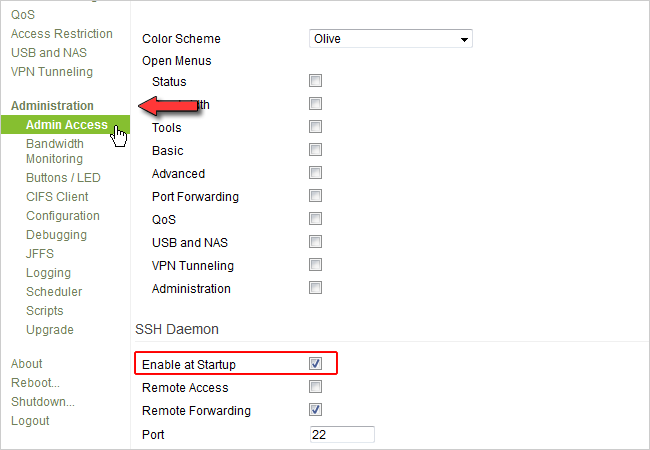 QoS
Access Restriction
USB and NAS
VPN Tunneling
Administration
Admin Access
Bandwidth
Monitoring
Buttons / LED
CIFS Client
Configuration
Debugging
JFFS
Logging
Scheduler
Scripts
Upgrade
About
Reboot...
Shutdown...
Logout
Color Scheme
Olive
Open Menus
Status
Tools
Basic
Advanced
Port Forwarding
QoS
USB and NAS
VPN Tunneling
Administration
SSH Daemon
Enable at Startup
Remote Access
Remote Forwarding
Port
22